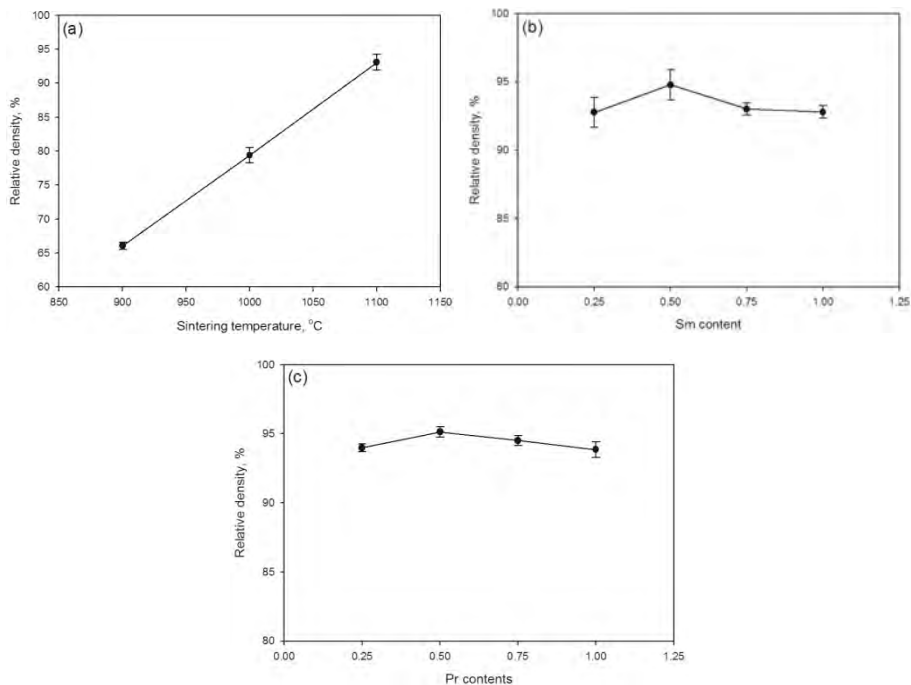 (a)
Relative density, %
100
95
90
85
80
75
70
65
60
850 900 950 1000 1050 1100 1150
Sintering temperature, °C
(b)
Relative density, %
100
95
90
85
80
0.00 0.25 0.50 0.75 1.00 1.25
Sm content
(c)
Relative density, %
100
95
90
85
80
0.00 0.25 0.50 0.75 1.00 1.25
Pr contents